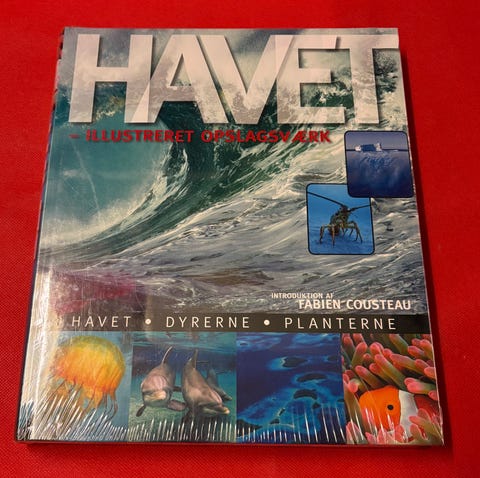 HAVET
- ILLUSTRERET OPSLAGSVÆRK
INTRODUKTION AF
FABIEN COUSTEAU
HAVET • DYRERNE • PLANTERNE